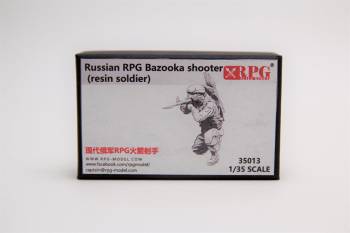 Russian RPG Bazooka shooter
(resin soldier)
RPG
现代俄军RPG火箭射手
WWW.RPG-MODEL.COM
www.facebook.com/rpgmodel/
captain@rpg-model.com
35013
1/35 SCALE